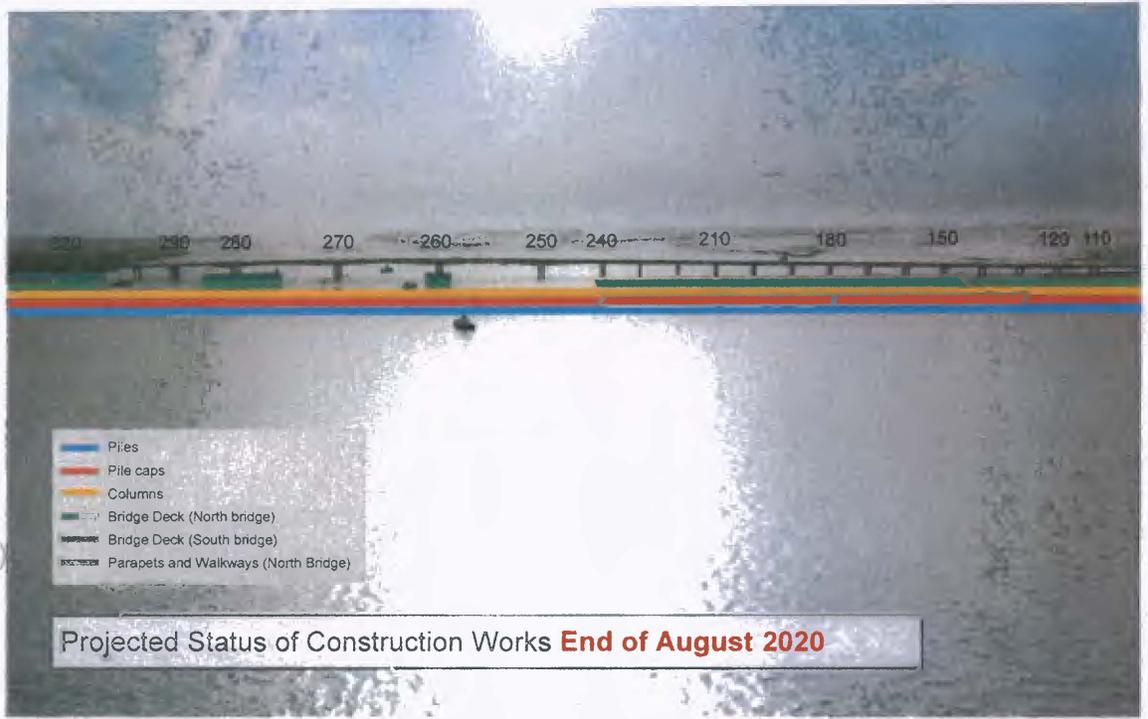 320 290 280 270 260 250 240 210 180 150 120 110
Piles
Pile caps
Columns
Bridge Deck (North bridge)
Bridge Deck (South bridge)
Parapets and Walkways (North Bridge)
Projected Status of Construction Works End of August 2020